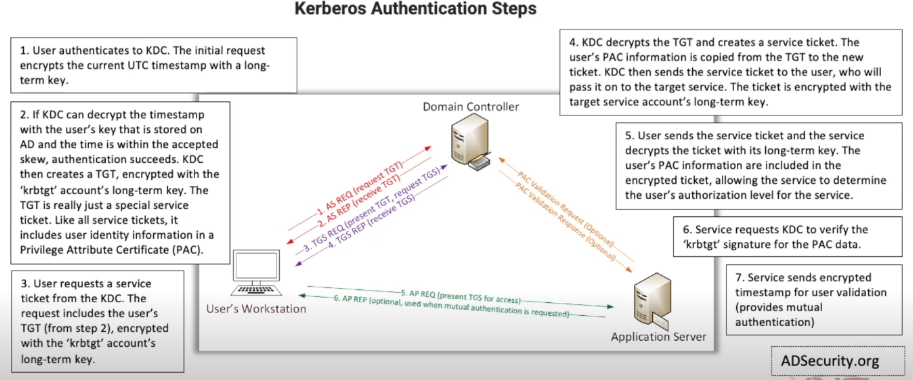 Kerberos Authentication Steps
1. User authenticates to KDC. The initial request
encrypts the current UTC timestamp with a long-
term key.
2. If KDC can decrypt the timestamp
with the user's key that is stored on
AD and the time is within the accepted
skew, authentication succeeds. KDC
then creates a TGT, encrypted with the
'krbtgt' account's long-term key. The
TGT is really just a special service
ticket. Like all service tickets, it
includes user identity information in a
Privilege Attribute Certificate (PAC).
3. User requests a service
ticket from the KDC. The
request includes the user's
TGT (from step 2), encrypted
with the 'krbtgt' account's
long-term key.
4. KDC decrypts the TGT and creates a service ticket. The
user's PAC information is copied from the TGT to the new
ticket. KDC then sends the service ticket to the user, who will
pass it on to the target service. The ticket is encrypted with the
target service account's long-term key.
5. User sends the service ticket and the service
decrypts the ticket with its long-term key. The
user's PAC information are included in the
encrypted ticket, allowing the service to determine
the user's authorization level for the service.
6. Service requests KDC to verify the
'krbtgt' signature for the PAC data.
7. Service sends encrypted
timestamp for user validation
(provides mutual
authentication)
Domain Controller
1. AS REQ (request TGT)
2. AS REP (receive TGT)
3. TGS REQ (present TGT, request TGS)
4. TGS REP (receive TGS)
PAC Validation Request (Optional)
PAC Validation Response (Optional)
5. AP REQ (present TGS for access)
6. AP REP (optional, used when mutual authentication is requested)
User's Workstation
Application Server
ADSecurity.org